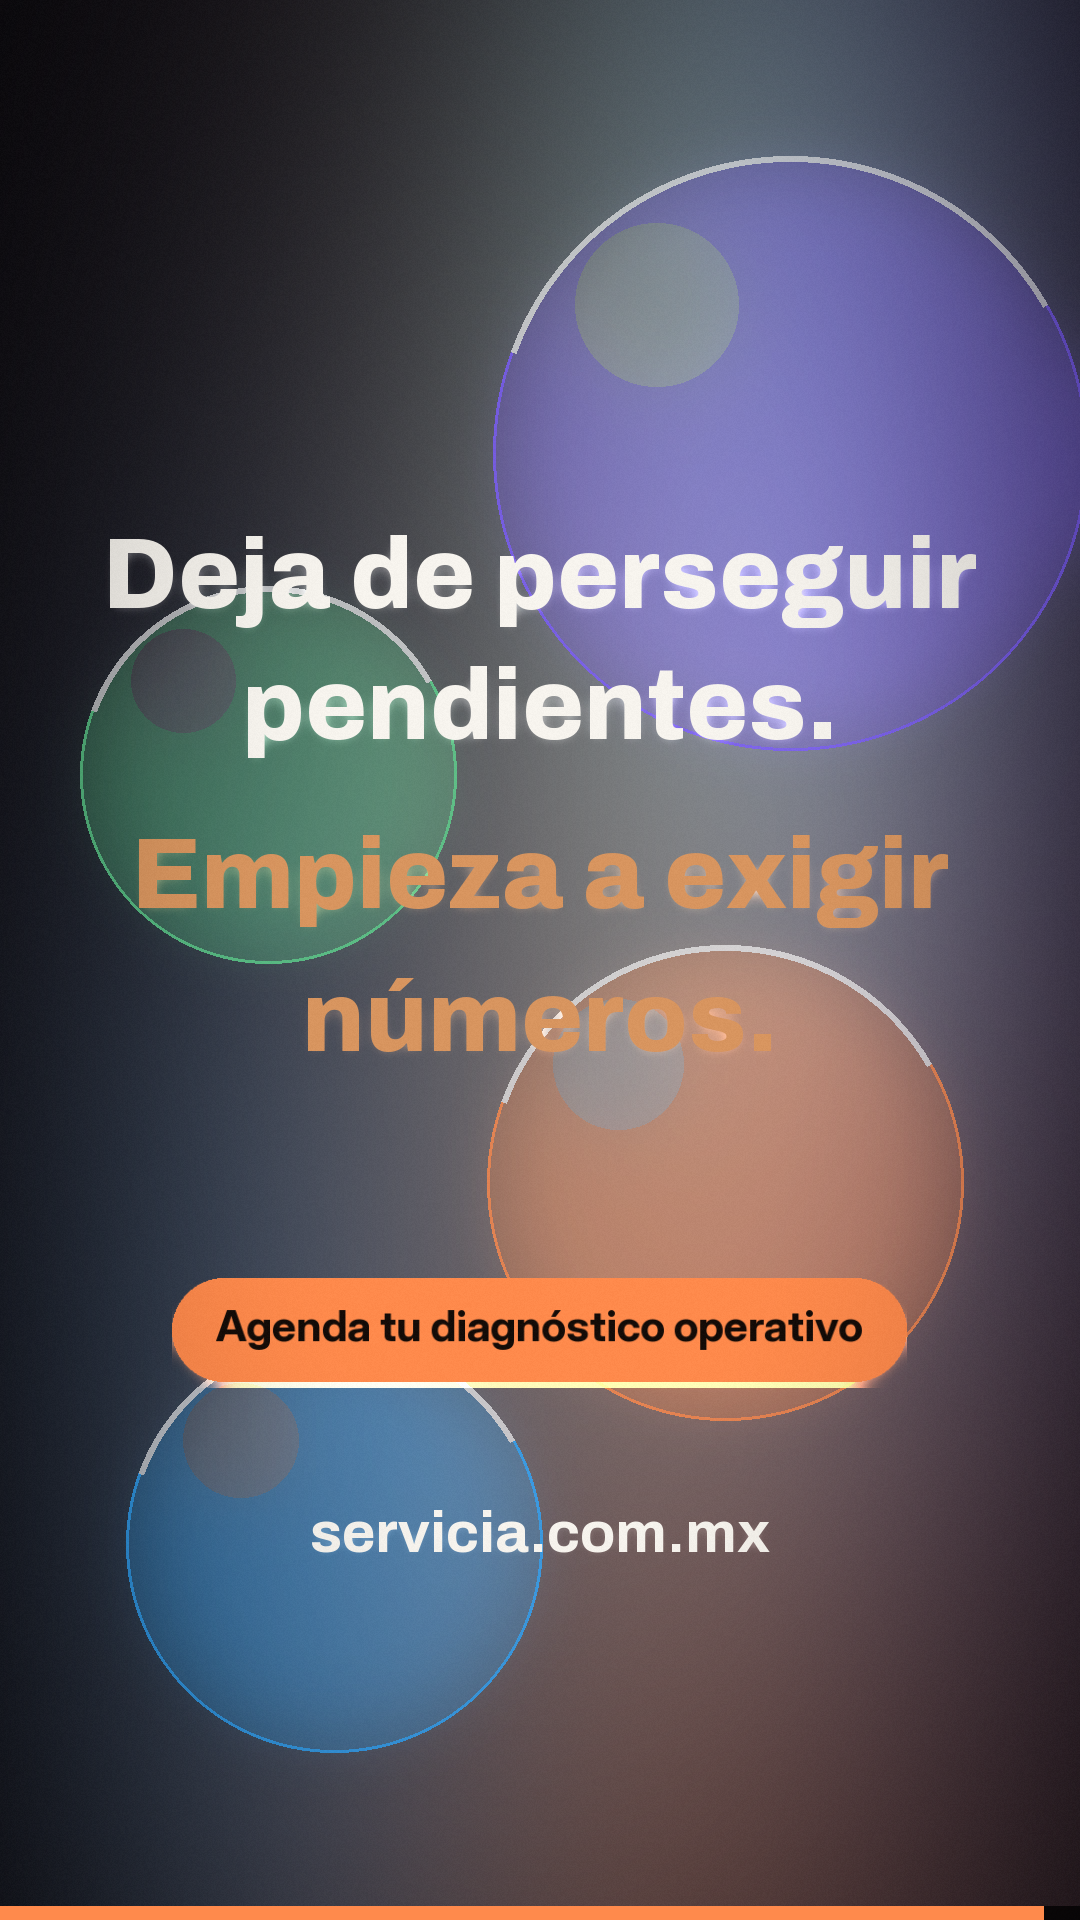 Deja de perseguir
pendientes.
Empieza a exigir
números.
Agenda tu diagnóstico operativo
servicia.com.mx